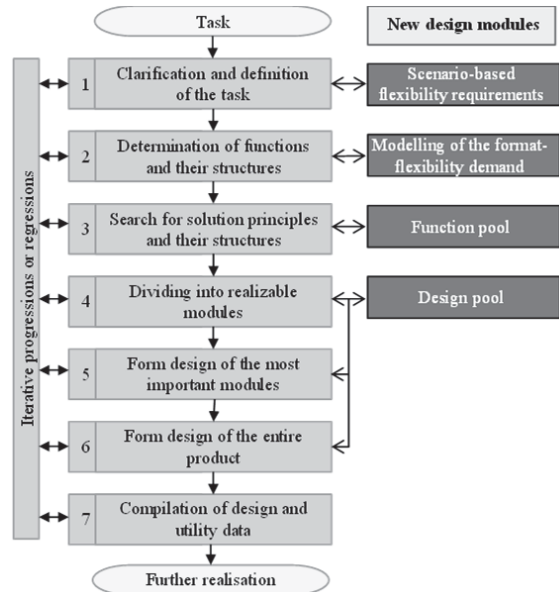 Task
New design modules
Iterative progressions or regressions
1
Clarification and definition
of the task
Scenario-based
flexibility requirements
2
Determination of functions
and their structures
Modelling of the format-
flexibility demand
3
Search for solution principles
and their structures
Function pool
4
Dividing into realizable
modules
Design pool
5
Form design of the most
important modules
6
Form design of the entire
product
7
Compilation of design and
utility data
Further realisation